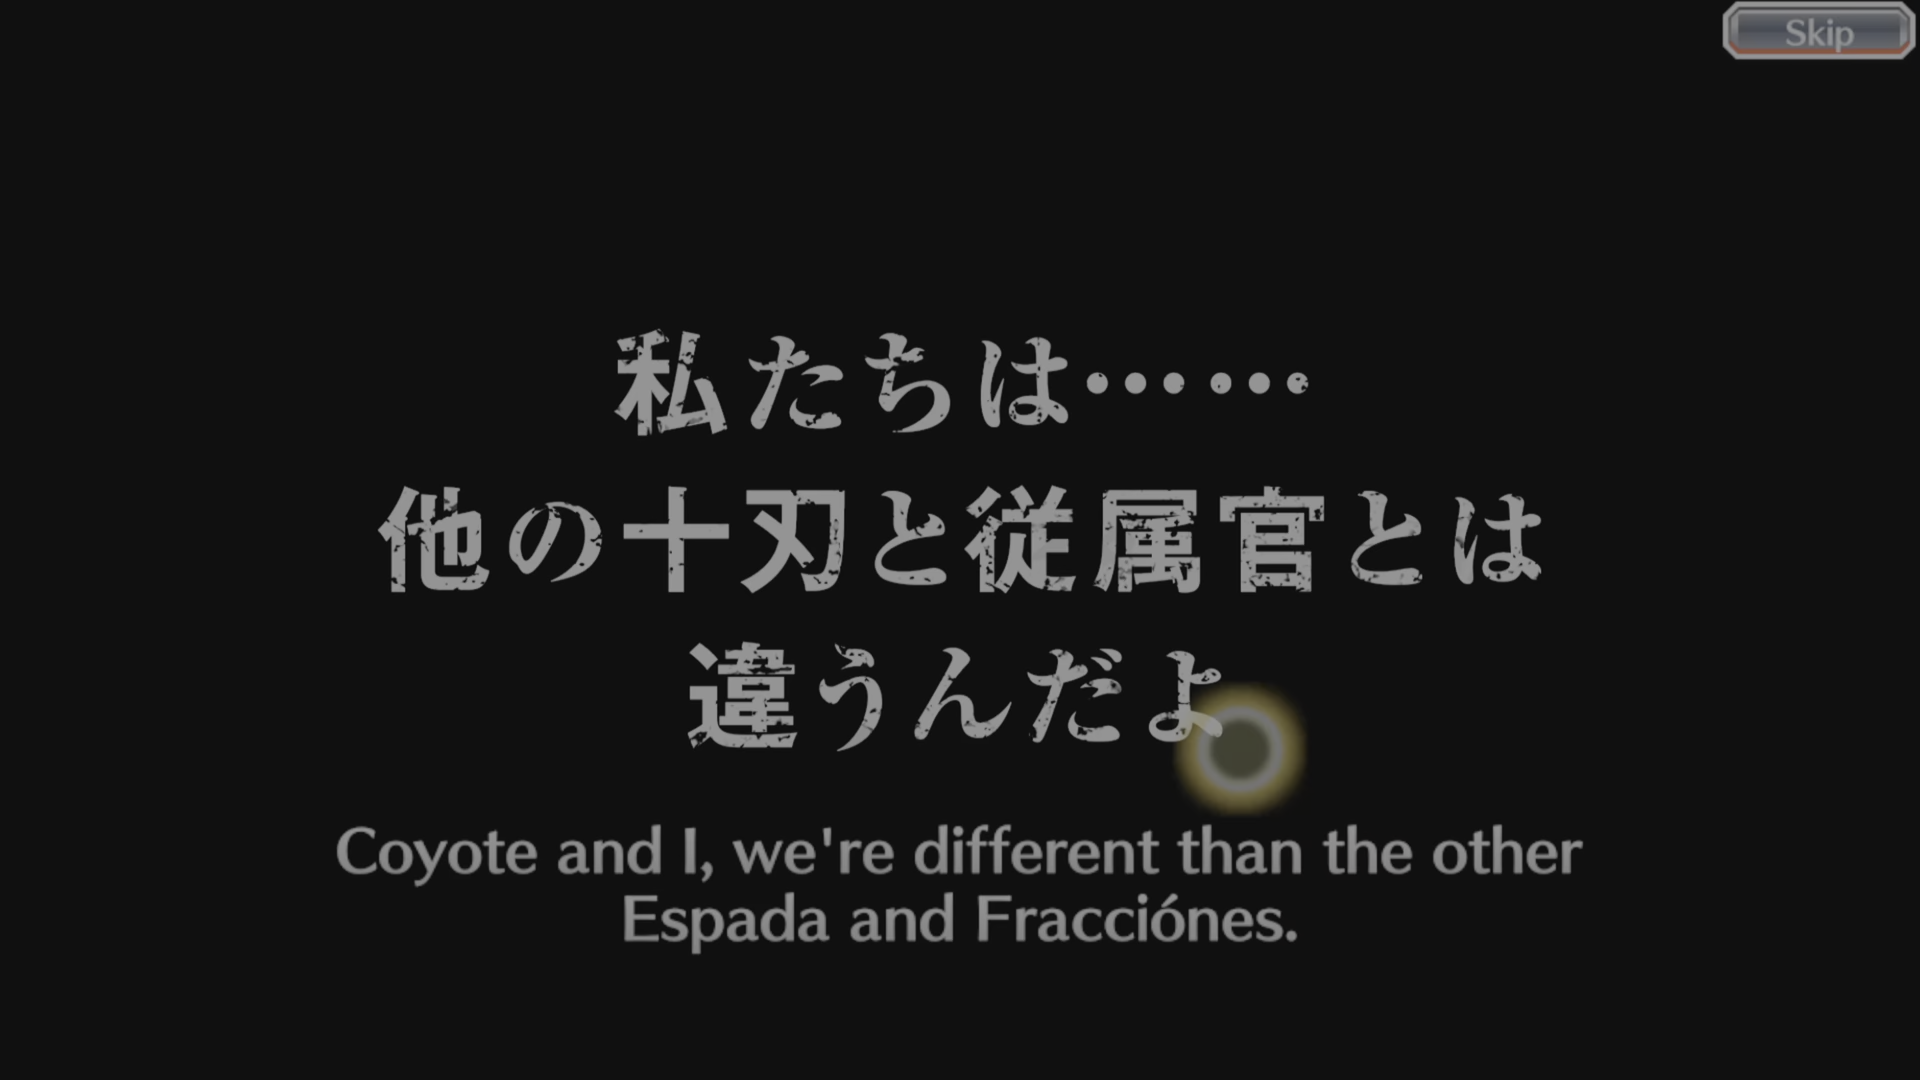 Skip
私たちは……
他の十刃と従属官とは
違うんだよ
Coyote and I, we're different than the other
Espada and Fracciónes.